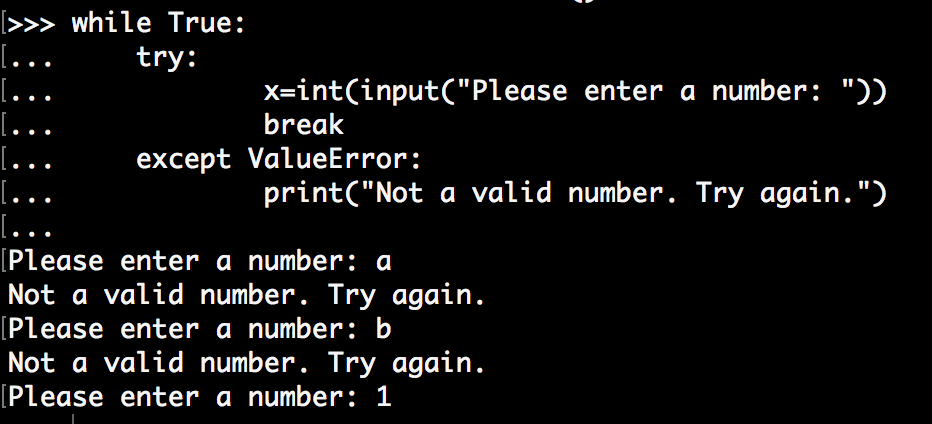 >>> while True:
...     try:
...             x=int(input("Please enter a number: "))
...             break
...     except ValueError:
...             print("Not a valid number. Try again.")
...
Please enter a number: a
Not a valid number. Try again.
Please enter a number: b
Not a valid number. Try again.
Please enter a number: 1